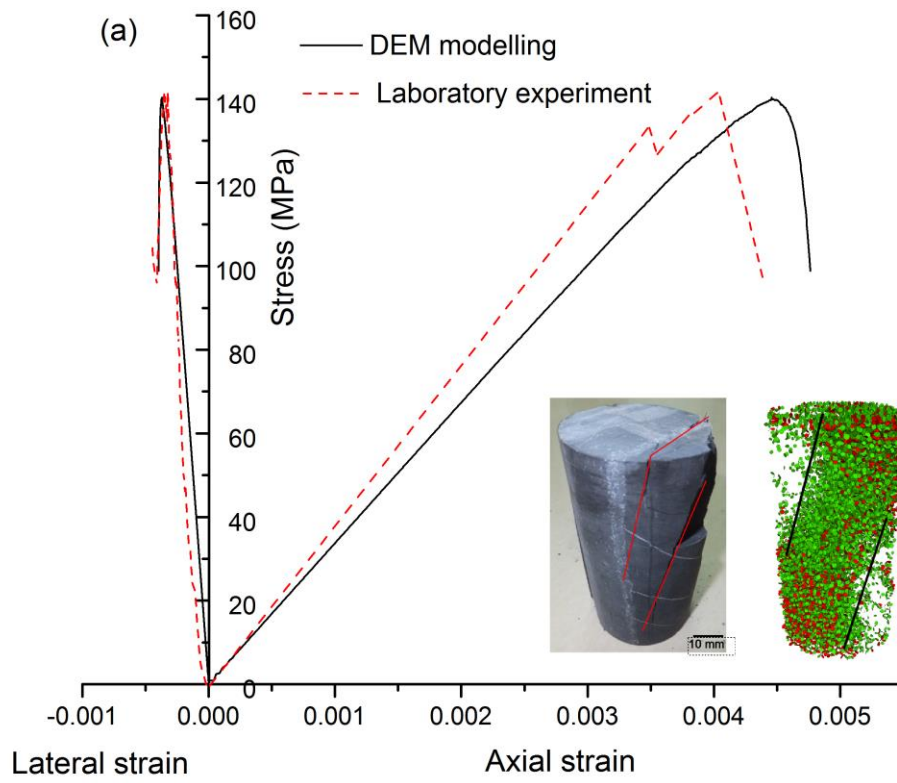 (a)
DEM modelling
Laboratory experiment
160
140
120
100
80
60
40
20
0
Stress (MPa)
10 mm
-0.001 0.000 0.001 0.002 0.003 0.004 0.005
Lateral strain Axial strain